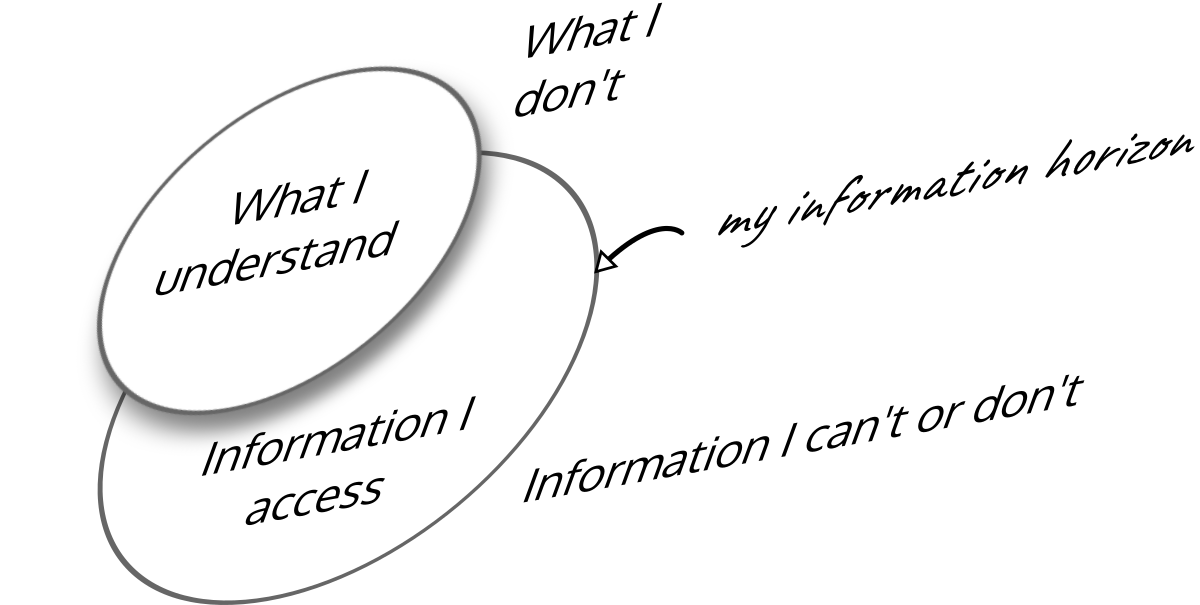 What I
don't
my information horizon
What I
understand
Information I can't or don't
Information I
access